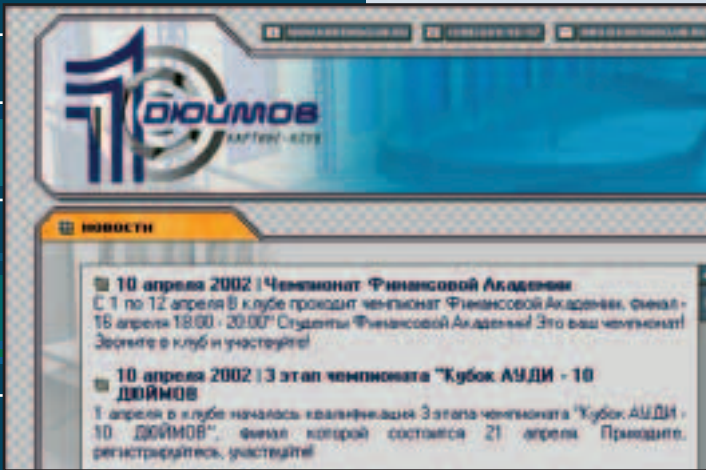 10 ДЮЙМОВ
КАРТИНГ-КЛУБ
НОВОСТИ
10 апреля 2002 | Чемпионат Финансовой Академии
С 1 по 12 апреля в клубе проходит чемпионат Финансовой Академии, финал -
16 апреля 18:00 - 20:00" Студенты Финансовой Академии! Это ваш чемпионат!
Звоните в клуб и участвуйте!
10 апреля 2002 | 3 этап чемпионата "Кубок АУДИ - 10
ДЮЙМОВ
1 апреля в клубе началась квалификация 3 этапа чемпионата "Кубок АУДИ -
10 ДЮЙМОВ", финал которой состоится 21 апреля. Приходите,
регистрируйтесь, участвуйте!